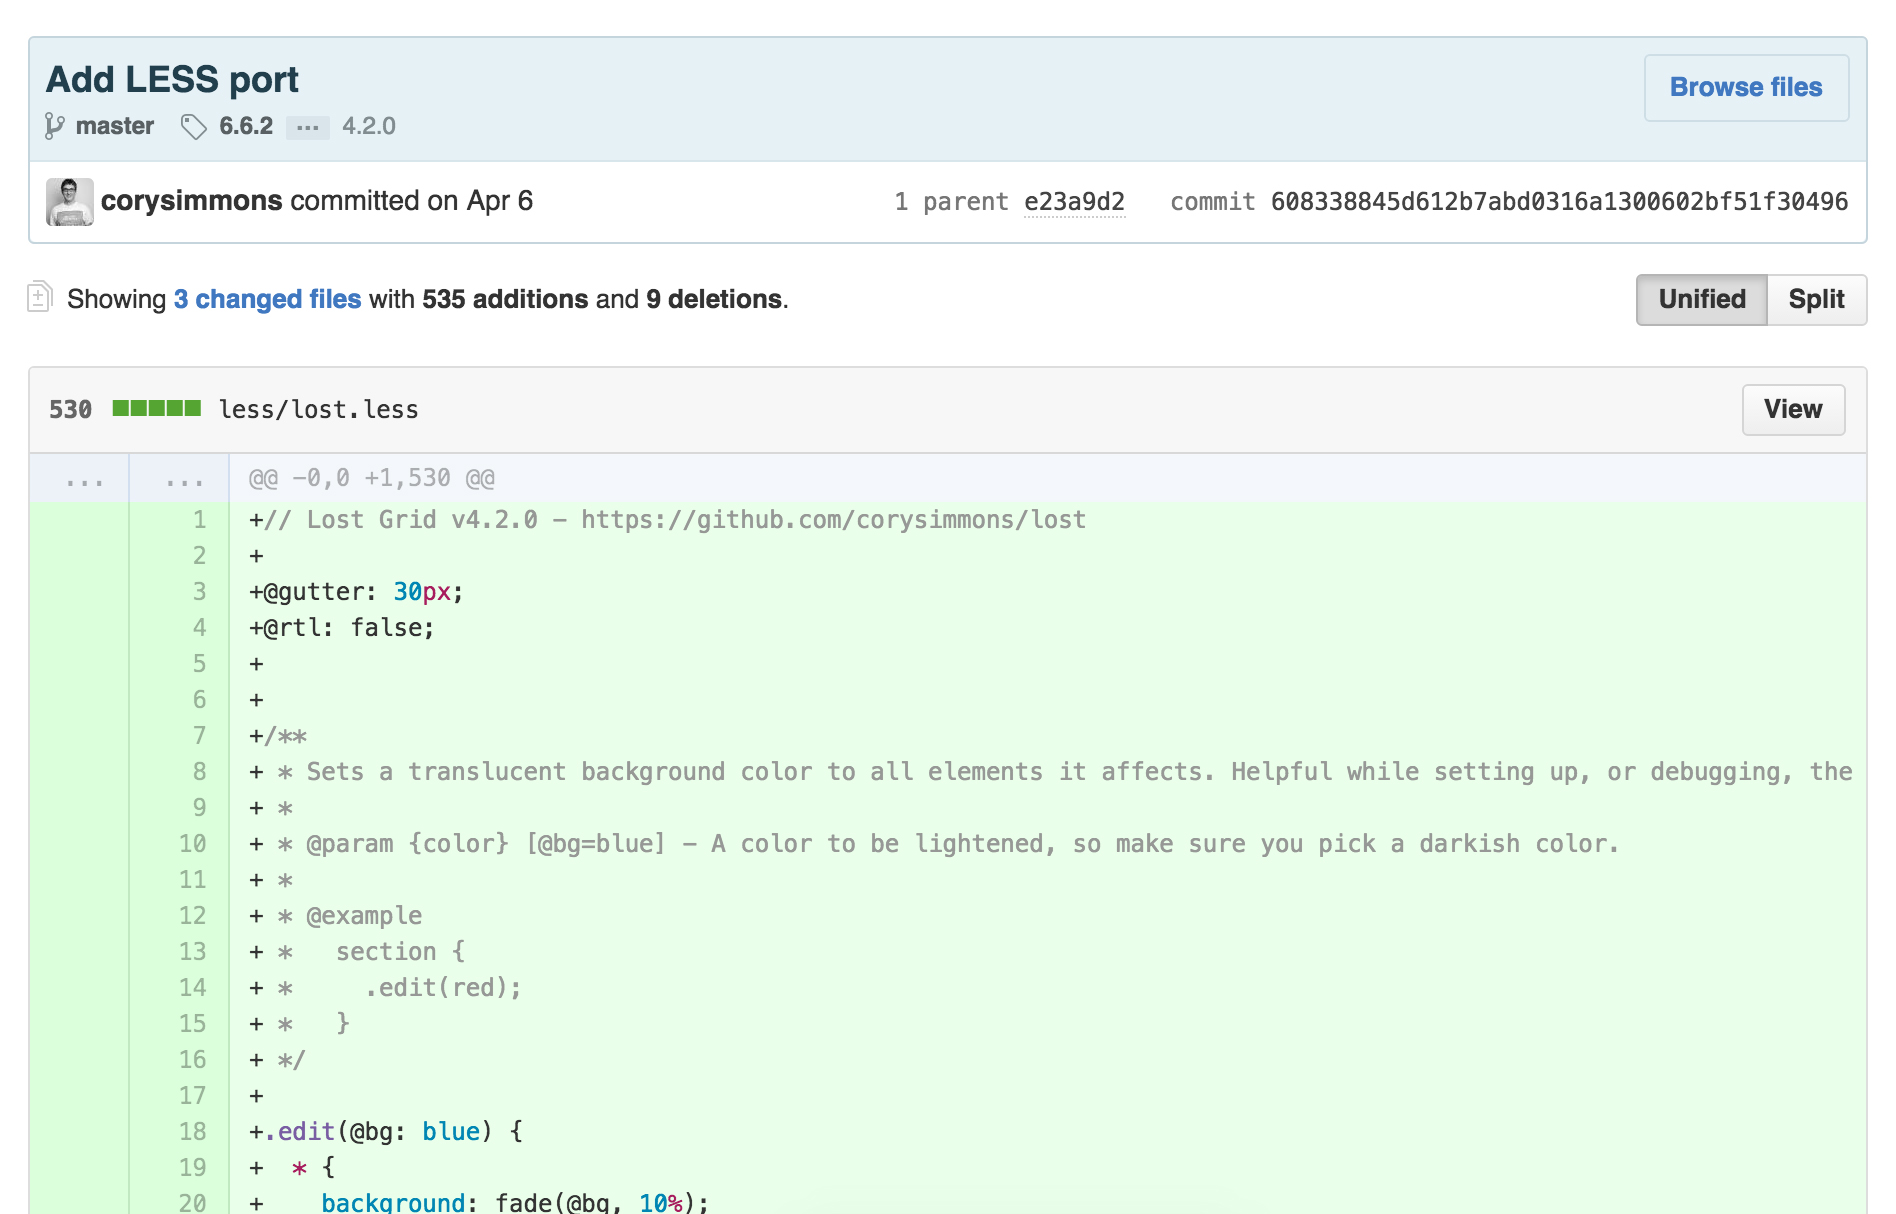 Add LESS port
Browse files
master 6.6.2 … 4.2.0
corysimmons committed on Apr 6 1 parent e23a9d2 commit 608338845d612b7abd0316a1300602bf51f30496
Showing 3 changed files with 535 additions and 9 deletions.
Unified Split
530 less/lost.less View
... ... @@ -0,0 +1,530 @@
1 +// Lost Grid v4.2.0 - https://github.com/corysimmons/lost
2 +
3 +@gutter: 30px;
4 +@rtl: false;
5 +
6 +
7 +/**
8 + * Sets a translucent background color to all elements it affects. Helpful while setting up, or debugging, the
9 + *
10 + * @param {color} [@bg=blue] - A color to be lightened, so make sure you pick a darkish color.
11 + *
12 + * @example
13 + *   section {
14 + *     .edit(red);
15 + *   }
16 + */
17 +
18 +.edit(@bg: blue) {
19 +  * {
20 +    background: fade(@bg, 10%);